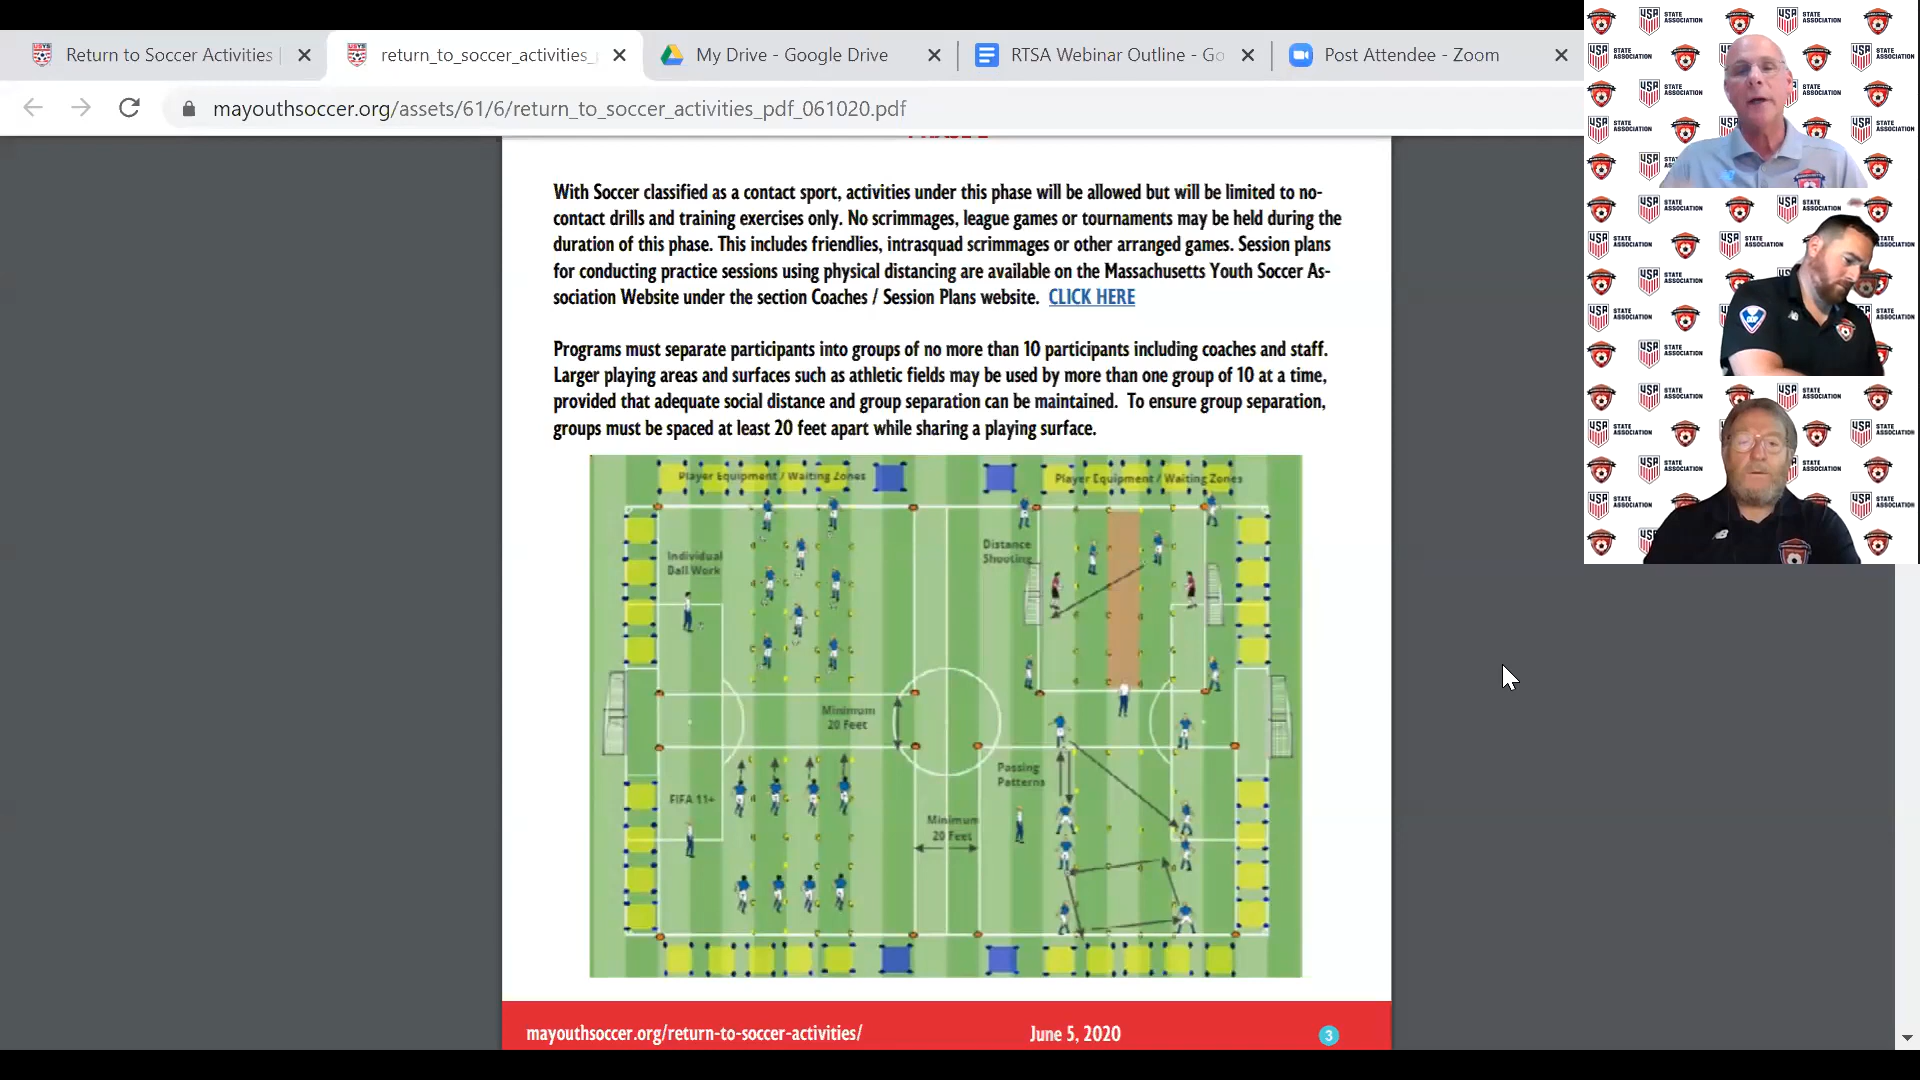 Return to Soccer Activities
return_to_soccer_activities_
My Drive - Google Drive
RTSA Webinar Outline - Go
Post Attendee - Zoom
mayouthsoccer.org/assets/61/6/return_to_soccer_activities_pdf_061020.pdf
With Soccer classified as a contact sport, activities under this phase will be allowed but will be limited to no-
contact drills and training exercises only. No scrimmages, league games or tournaments may be held during the
duration of this phase. This includes friendlies, intrasquad scrimmages or other arranged games. Session plans
for conducting practice sessions using physical distancing are available on the Massachusetts Youth Soccer As-
sociation Website under the section Coaches / Session Plans website. CLICK HERE
Programs must separate participants into groups of no more than 10 participants including coaches and staff.
Larger playing areas and surfaces such as athletic fields may be used by more than one group of 10 at a time,
provided that adequate social distance and group separation can be maintained. To ensure group separation,
groups must be spaced at least 20 feet apart while sharing a playing surface.
Player Equipment / Waiting Zones
Player Equipment / Waiting Zones
Individual
Ball Work
Distance
Shooting
Minimum
20 Feet
Passing
Patterns
FIFA 11+
Minimum
20 Feet
mayouthsoccer.org/return-to-soccer-activities/
June 5, 2020
3
USA STATE ASSOCIATION